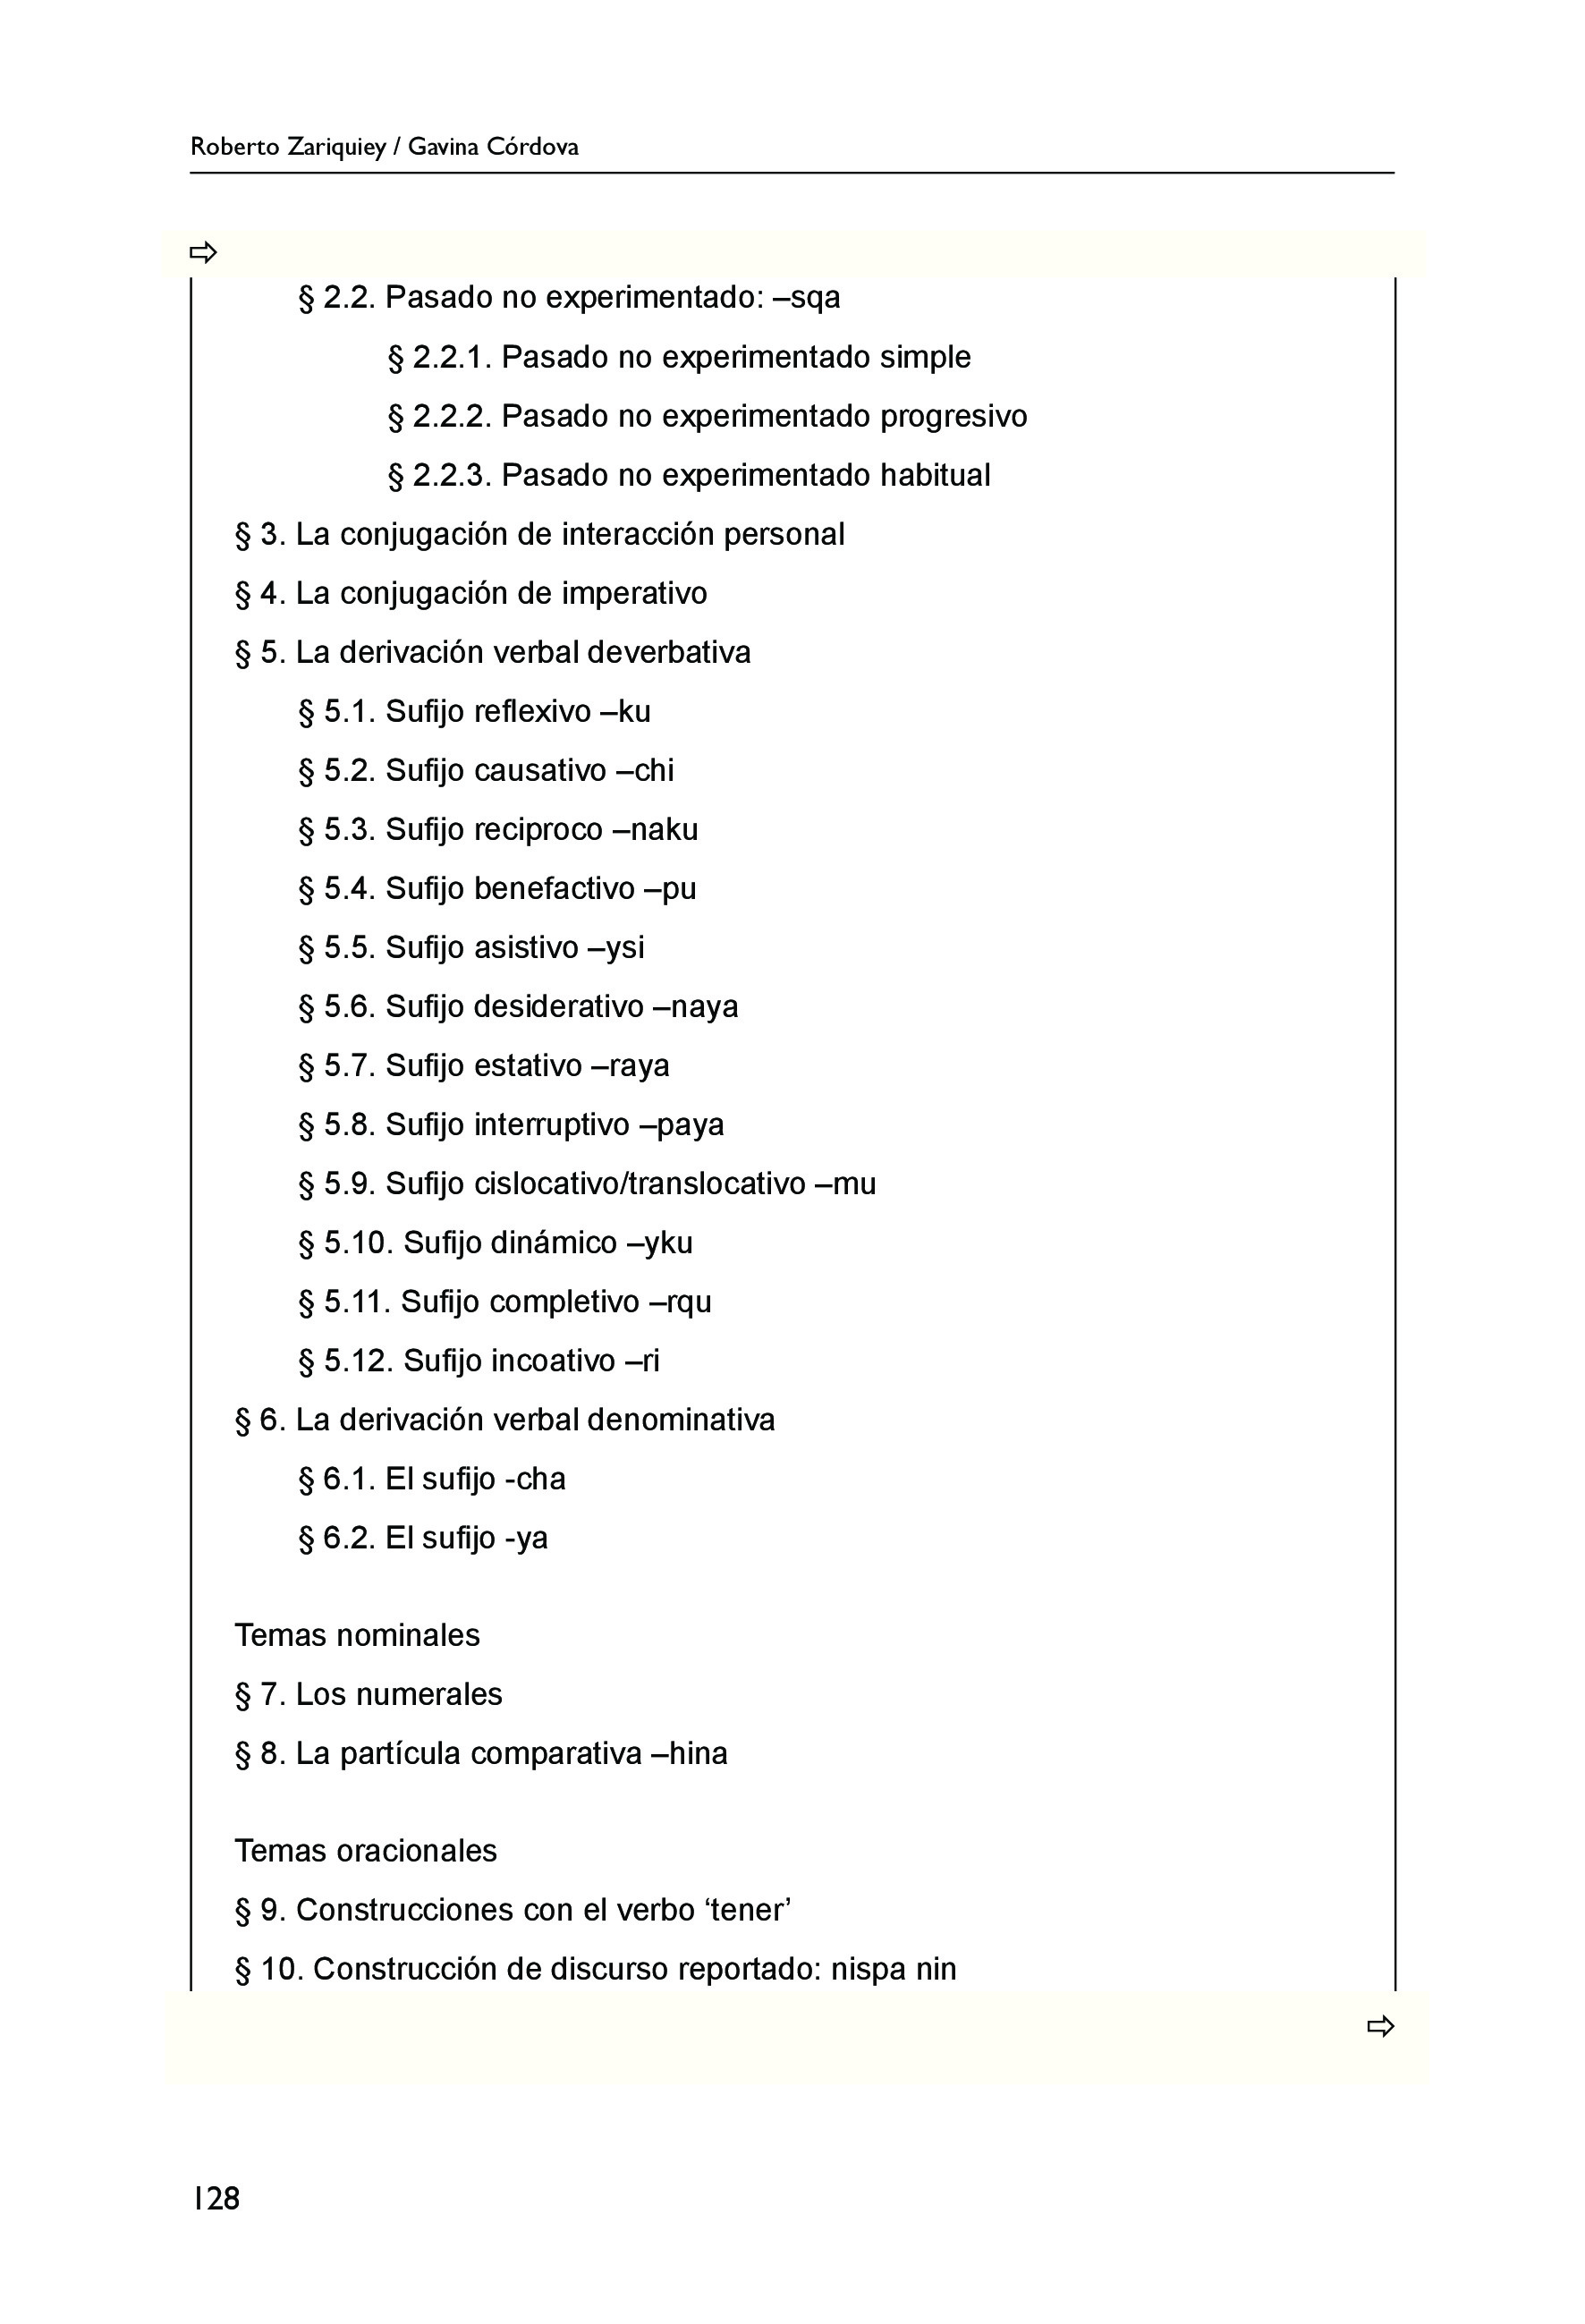 Roberto Zariquiey / Gavina Córdova
⇨
§ 2.2. Pasado no experimentado: –sqa
§ 2.2.1. Pasado no experimentado simple
§ 2.2.2. Pasado no experimentado progresivo
§ 2.2.3. Pasado no experimentado habitual
§ 3. La conjugación de interacción personal
§ 4. La conjugación de imperativo
§ 5. La derivación verbal deverbativa
§ 5.1. Sufijo reflexivo –ku
§ 5.2. Sufijo causativo –chi
§ 5.3. Sufijo reciproco –naku
§ 5.4. Sufijo benefactivo –pu
§ 5.5. Sufijo asistivo –ysi
§ 5.6. Sufijo desiderativo –naya
§ 5.7. Sufijo estativo –raya
§ 5.8. Sufijo interruptivo –paya
§ 5.9. Sufijo cislocativo/translocativo –mu
§ 5.10. Sufijo dinámico –yku
§ 5.11. Sufijo completivo –rqu
§ 5.12. Sufijo incoativo –ri
§ 6. La derivación verbal denominativa
§ 6.1. El sufijo -cha
§ 6.2. El sufijo -ya
Temas nominales
§ 7. Los numerales
§ 8. La partícula comparativa –hina
Temas oracionales
§ 9. Construcciones con el verbo ‘tener’
§ 10. Construcción de discurso reportado: nispa nin
⇨
128